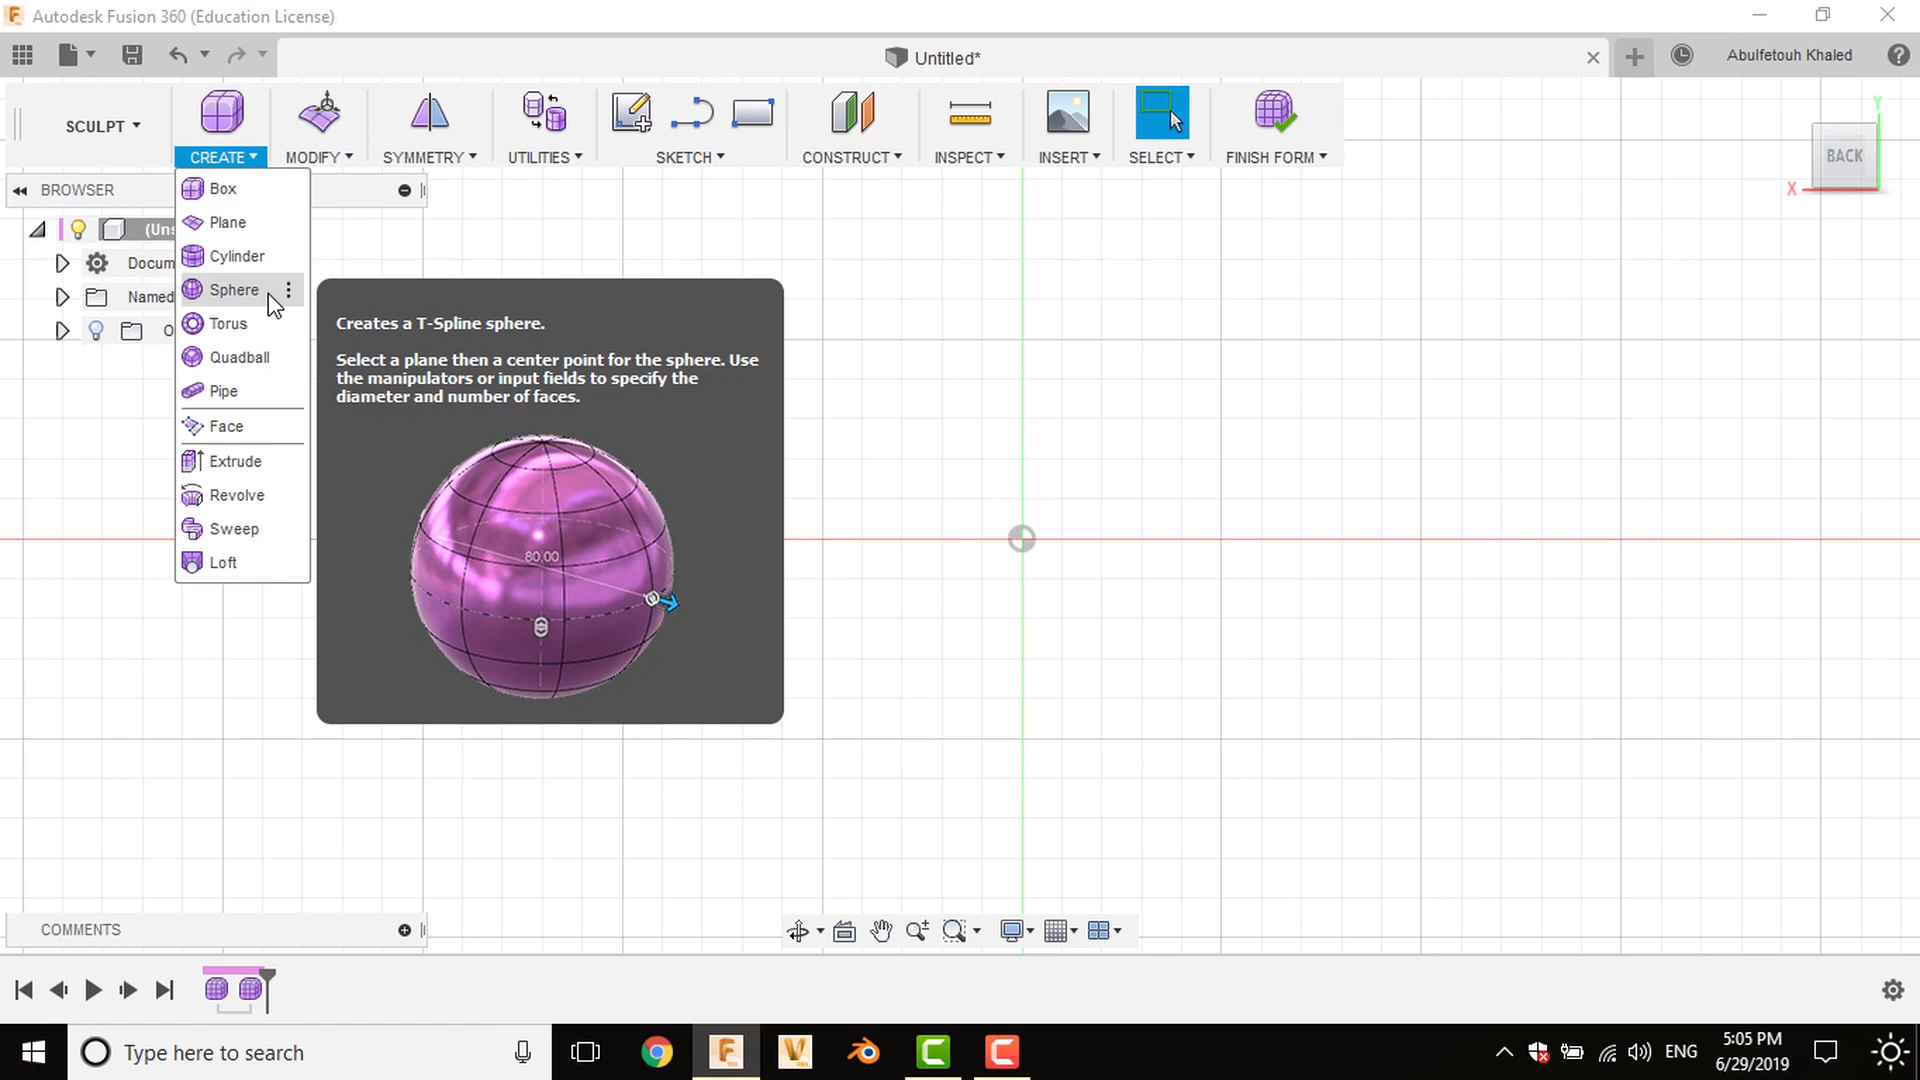 Autodesk Fusion 360 (Education License)
Untitled*
Abulfetouh Khaled
SCULPT
CREATE
MODIFY
SYMMETRY
UTILITIES
SKETCH
CONSTRUCT
INSPECT
INSERT
SELECT
FINISH FORM
BACK
X
Y
BROWSER
(Uns
Docum
Named
O
Box
Plane
Cylinder
Sphere
Torus
Quadball
Pipe
Face
Extrude
Revolve
Sweep
Loft
Creates a T-Spline sphere.
Select a plane then a center point for the sphere. Use
the manipulators or input fields to specify the
diameter and number of faces.
80.00
COMMENTS
Type here to search
ENG
5:05 PM
6/29/2019